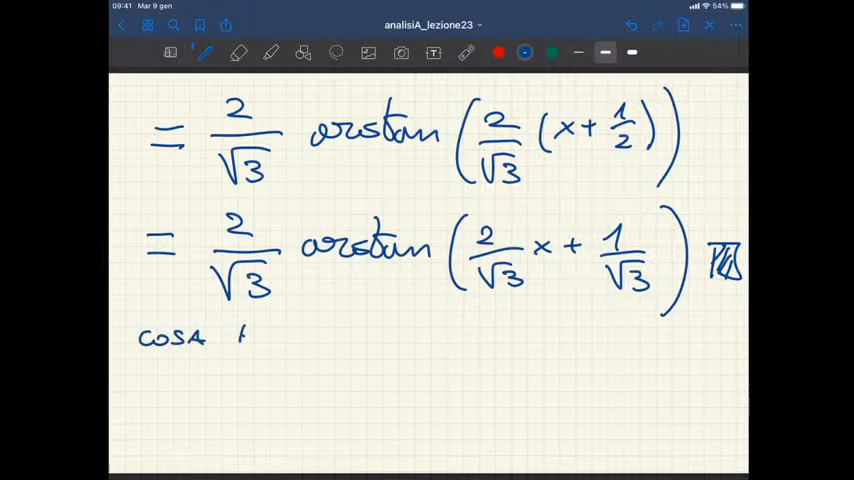 09:41 Mar 9 gen
54%
analisiA_lezione23
= 2/√3 arctan (2/√3 (x + 1/2))
= 2/√3 arctan (2/√3 x + 1/√3)
COSA